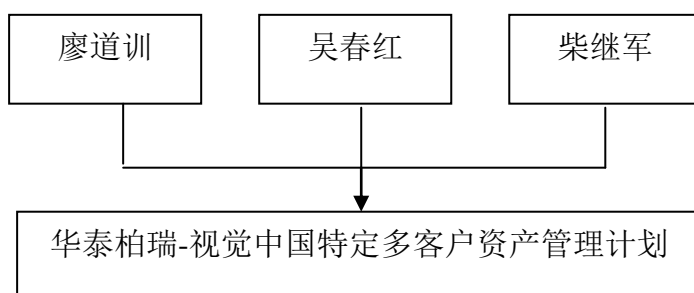 廖道训
吴春红
柴继军
华泰柏瑞-视觉中国特定多客户资产管理计划